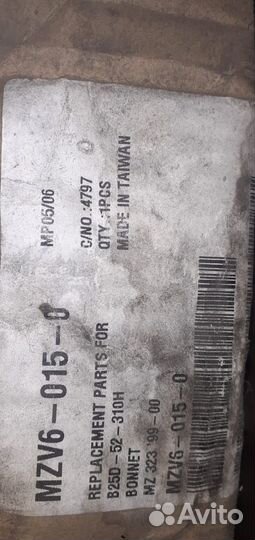 MZV6-015-0
MP05/06
REPLACEMENT PARTS FOR
B25D-52-310H
BONNET
MZ 323 99-00
C/NO.:4797
QTY.:1PCS
MADE IN TAIWAN
MZV6-015-0
Avito